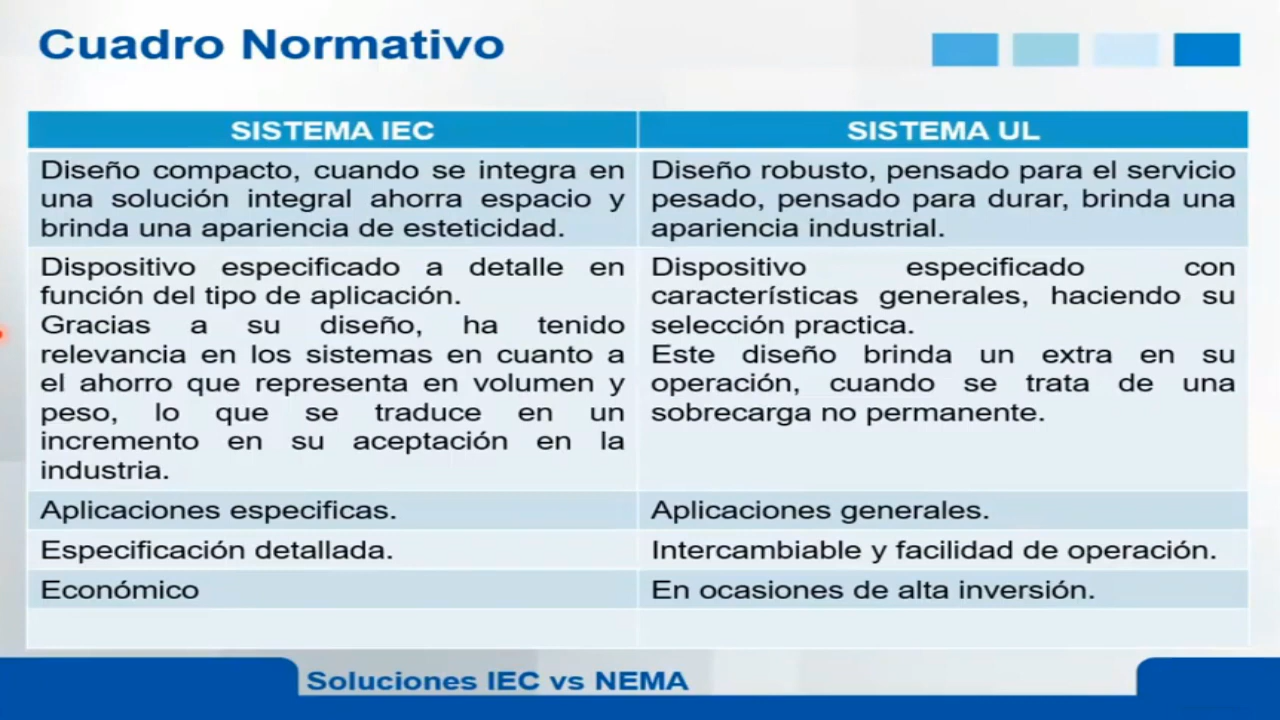 Cuadro Normativo
SISTEMA IEC
SISTEMA UL
Diseño compacto, cuando se integra en
una solución integral ahorra espacio y
brinda una apariencia de esteticidad.
Diseño robusto, pensado para el servicio
pesado, pensado para durar, brinda una
apariencia industrial.
Dispositivo especificado a detalle en
función del tipo de aplicación.
Gracias a su diseño, ha tenido
relevancia en los sistemas en cuanto a
el ahorro que representa en volumen y
peso, lo que se traduce en un
incremento en su aceptación en la
industria.
Dispositivo especificado con
características generales, haciendo su
selección practica.
Este diseño brinda un extra en su
operación, cuando se trata de una
sobrecarga no permanente.
Aplicaciones especificas.
Aplicaciones generales.
Especificación detallada.
Intercambiable y facilidad de operación.
Económico
En ocasiones de alta inversión.
Soluciones IEC vs NEMA